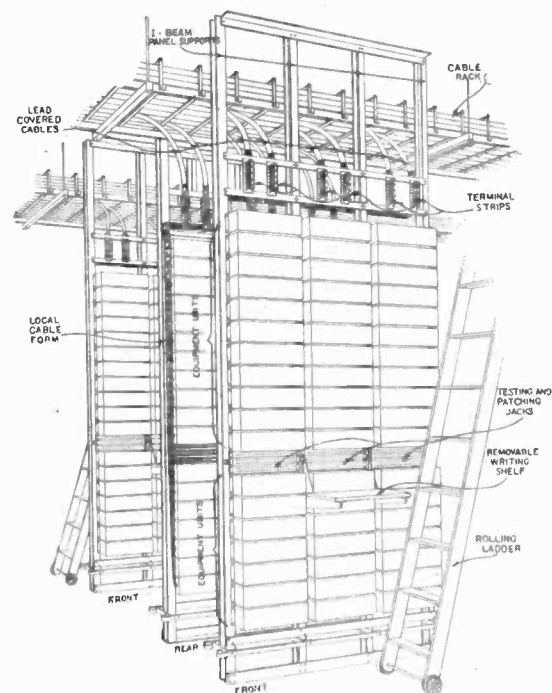 I - BEAM
PANEL SUPPORTS
CABLE
RACK
LEAD
COVERED
CABLES
TERMINAL
STRIPS
LOCAL
CABLE
FORM
EQUIPMENT UNITS
TESTING AND
PATCHING
JACKS
REMOVABLE
WRITING
SHELF
EQUIPMENT UNITS
ROLLING
LADDER
FRONT
REAR
FRONT